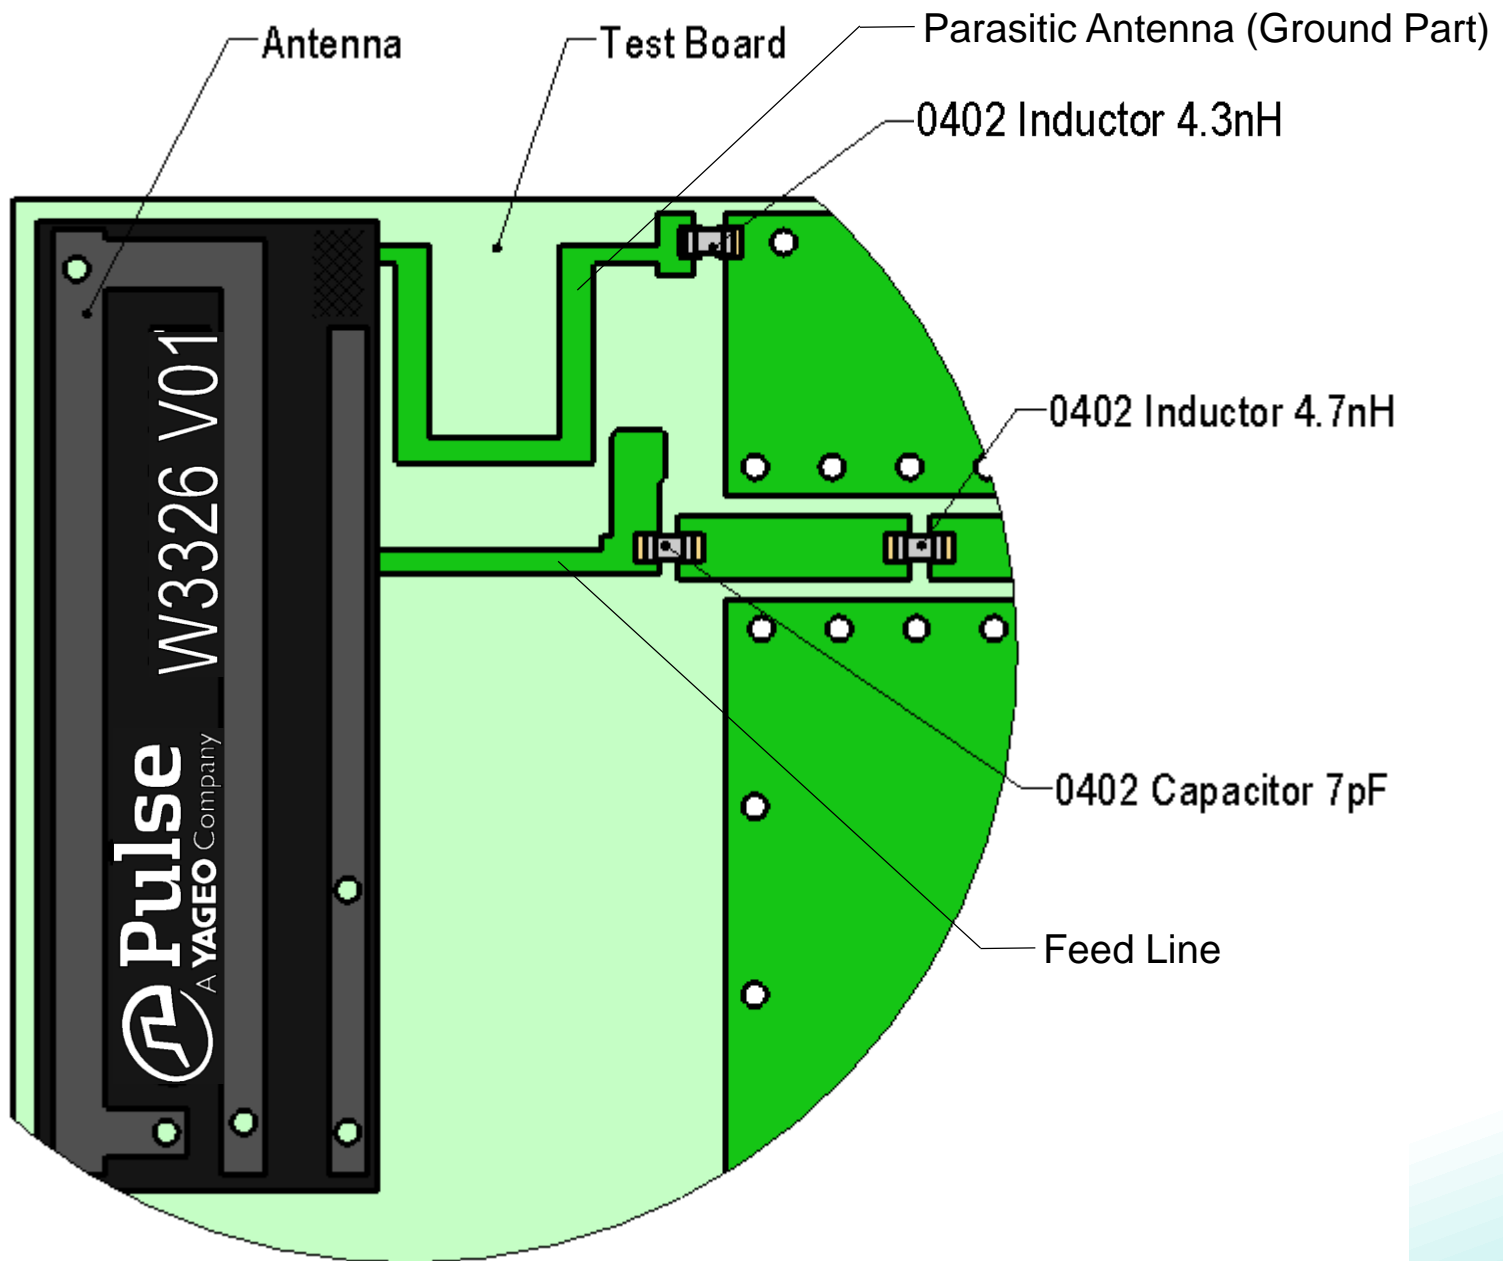 Antenna
Test Board
Parasitic Antenna (Ground Part)
0402 Inductor 4.3nH
0402 Inductor 4.7nH
W3326 V01
Pulse
A YAGEO Company
0402 Capacitor 7pF
Feed Line